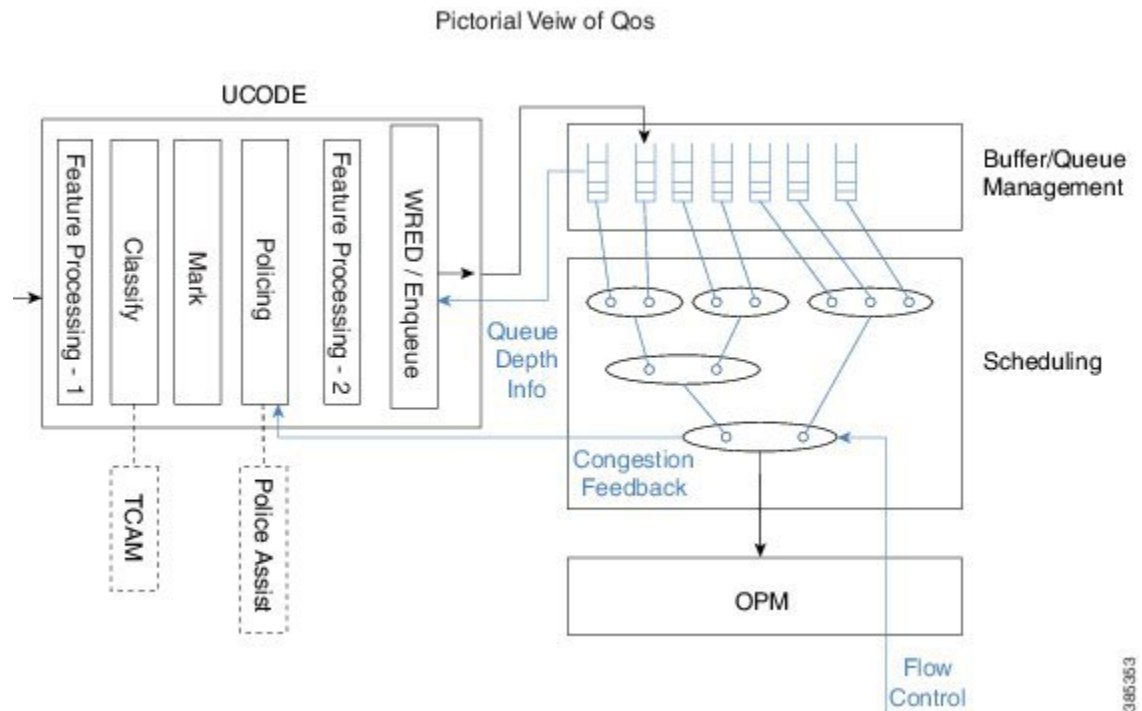 Pictorial Veiw of Qos
UCODE
Feature Processing - 1
Classify
Mark
Policing
Feature Processing - 2
WRED / Enqueue
TCAM
Police Assist
Queue
Depth
Info
Congestion
Feedback
Buffer/Queue
Management
Scheduling
OPM
Flow
Control
385353